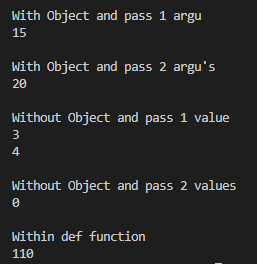 With Object and pass 1 argu
15
With Object and pass 2 argu's
20
Without Object and pass 1 value
3
4
Without Object and pass 2 values
0
Within def function
110